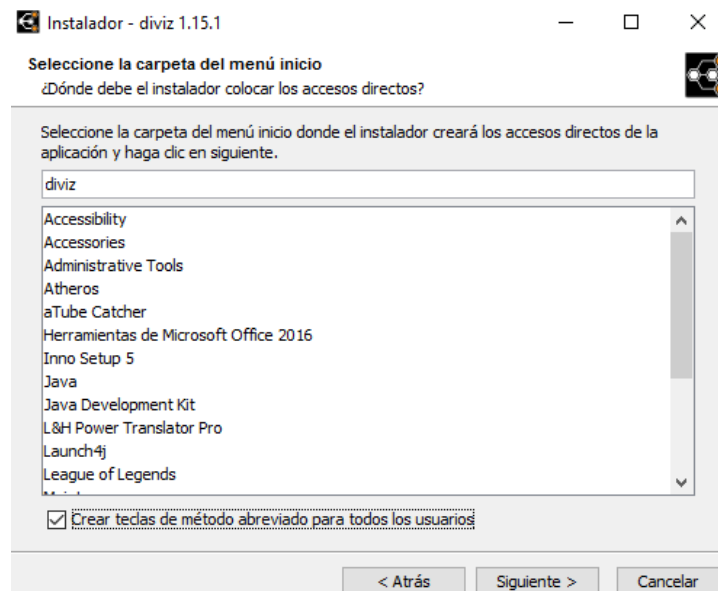 Instalador - diviz 1.15.1
Seleccione la carpeta del menú inicio
¿Dónde debe el instalador colocar los accesos directos?
Seleccione la carpeta del menú inicio donde el instalador creará los accesos directos de la
aplicación y haga clic en siguiente.
diviz
Accessibility
Accessories
Administrative Tools
Atheros
aTube Catcher
Herramientas de Microsoft Office 2016
Inno Setup 5
Java
Java Development Kit
L&H Power Translator Pro
Launch4j
League of Legends
Crear teclas de método abreviado para todos los usuarios
< Atrás Siguiente > Cancelar